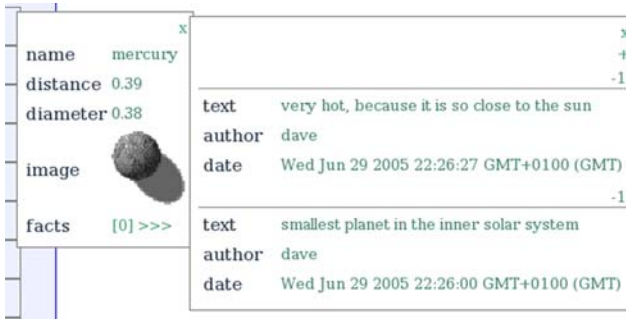 x
name mercury
distance 0.39
diameter 0.38
image
facts [0] >>>
x
+
-1
text very hot, because it is so close to the sun
author dave
date Wed Jun 29 2005 22:26:27 GMT+0100 (GMT)
-1
text smallest planet in the inner solar system
author dave
date Wed Jun 29 2005 22:26:00 GMT+0100 (GMT)